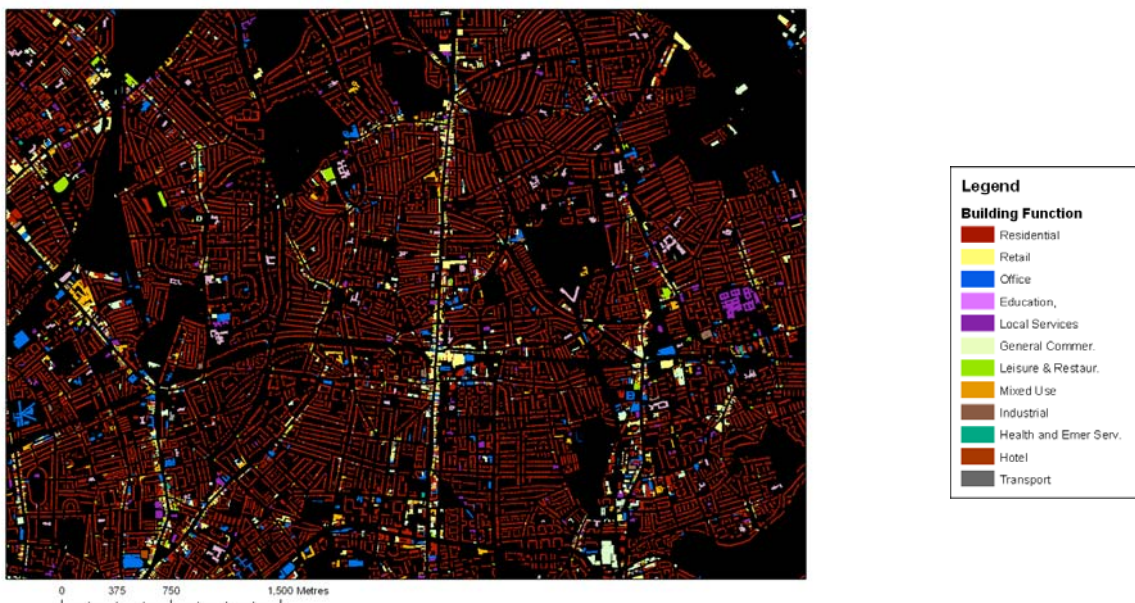 Legend
Building Function
Residential
Retail
Office
Education,
Local Services
General Commer.
Leisure & Restaur.
Mixed Use
Industrial
Health and Emer Serv.
Hotel
Transport
0 375 750 1,500 Metres